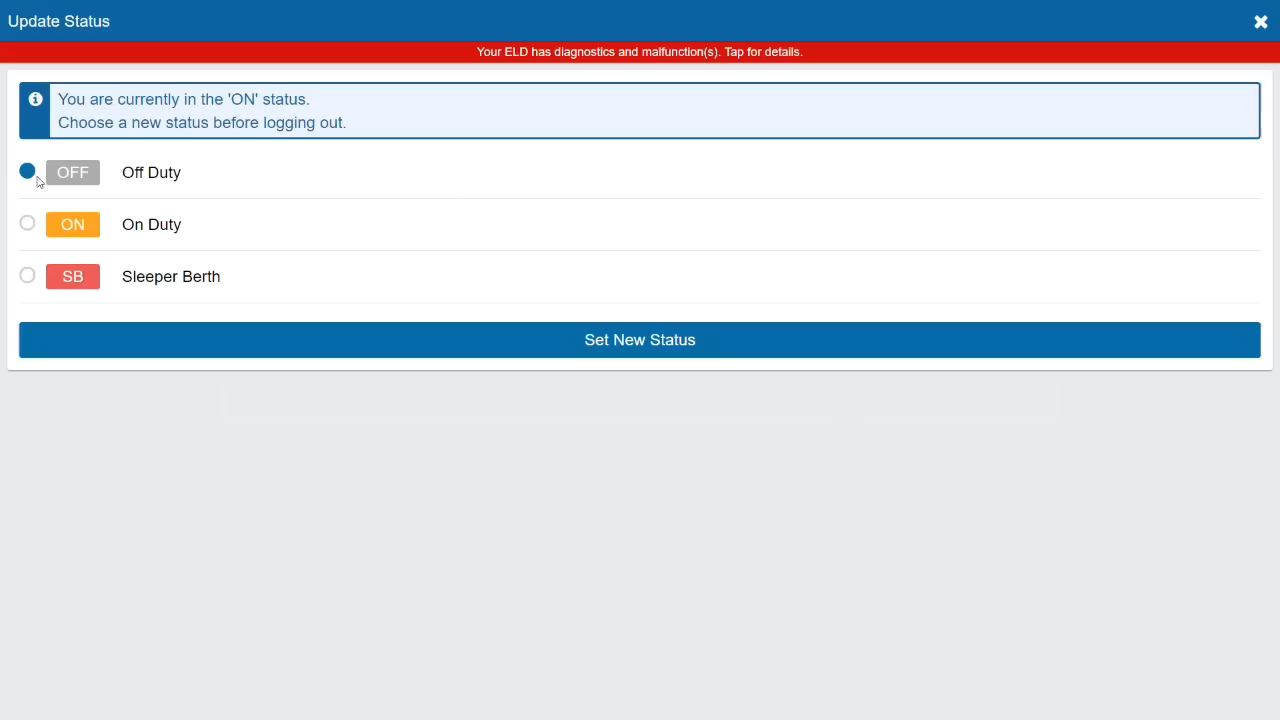 Update Status
Your ELD has diagnostics and malfunction(s). Tap for details.
You are currently in the 'ON' status.
Choose a new status before logging out.
OFF Off Duty
ON On Duty
SB Sleeper Berth
Set New Status